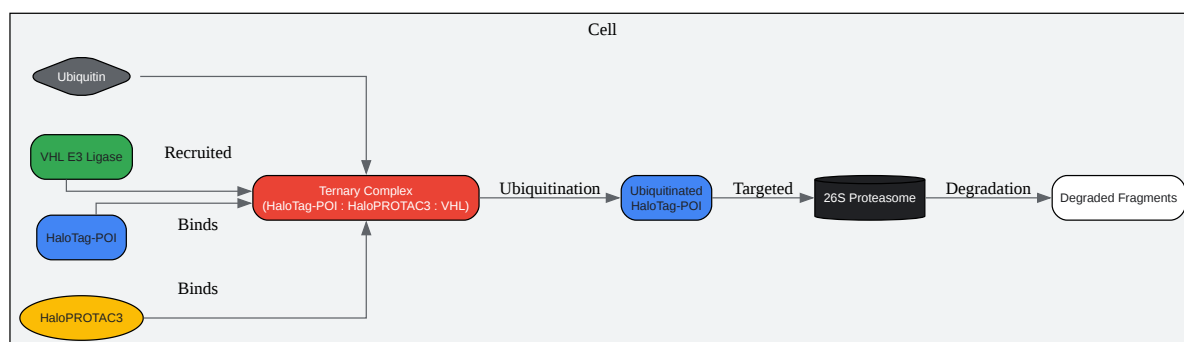 Cell
Ubiquitin
VHL E3 Ligase
Recruited
HaloTag-POI
Binds
HaloPROTAC3
Binds
Ternary Complex
(HaloTag-POI : HaloPROTAC3 : VHL)
Ubiquitination
Ubiquitinated
HaloTag-POI
Targeted
26S Proteasome
Degradation
Degraded Fragments